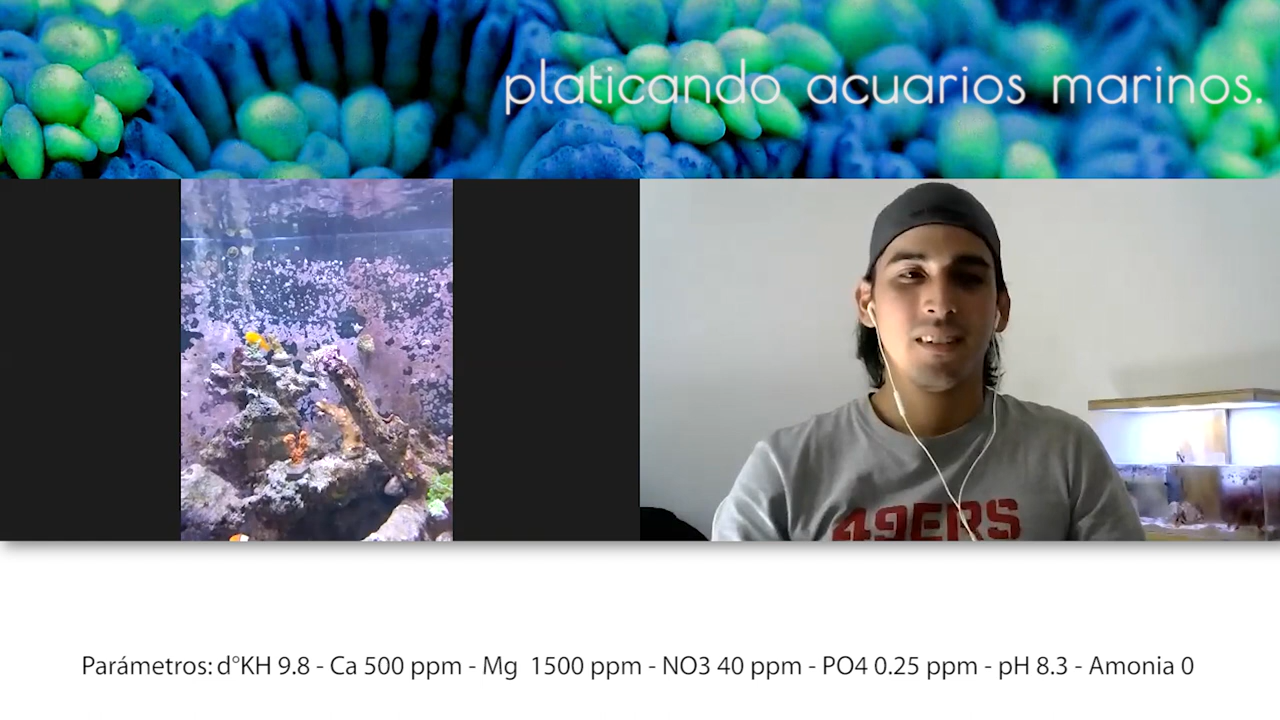 platicando acuarios marinos.
49ERS
Parámetros: d°KH 9.8 - Ca 500 ppm - Mg 1500 ppm - NO3 40 ppm - PO4 0.25 ppm - pH 8.3 - Amonia 0